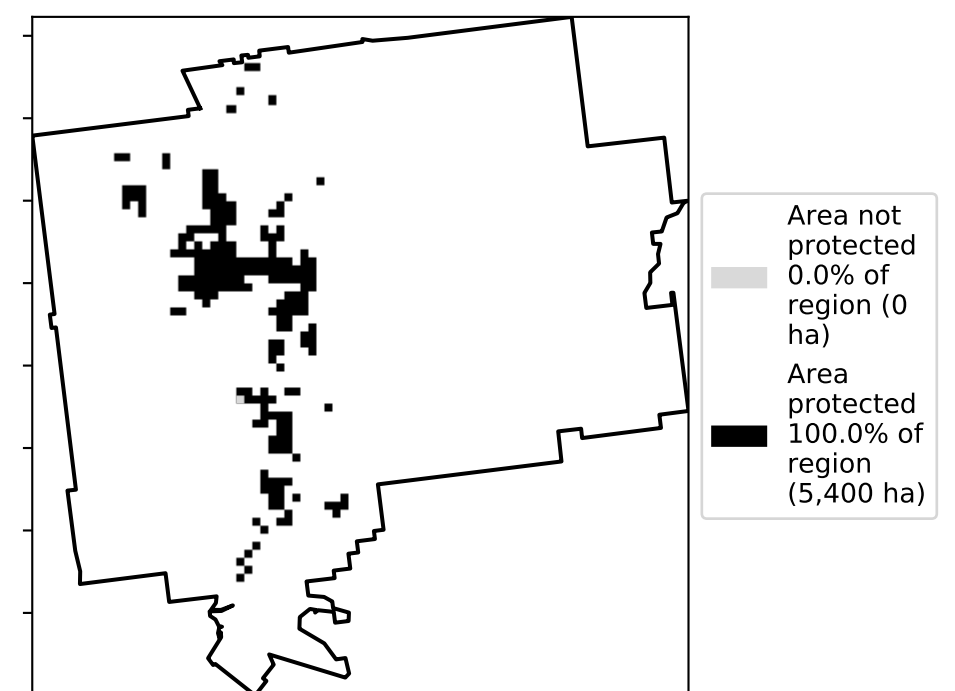 Area not
protected
0.0% of
region (0
ha)
Area
protected
100.0% of
region
(5,400 ha)